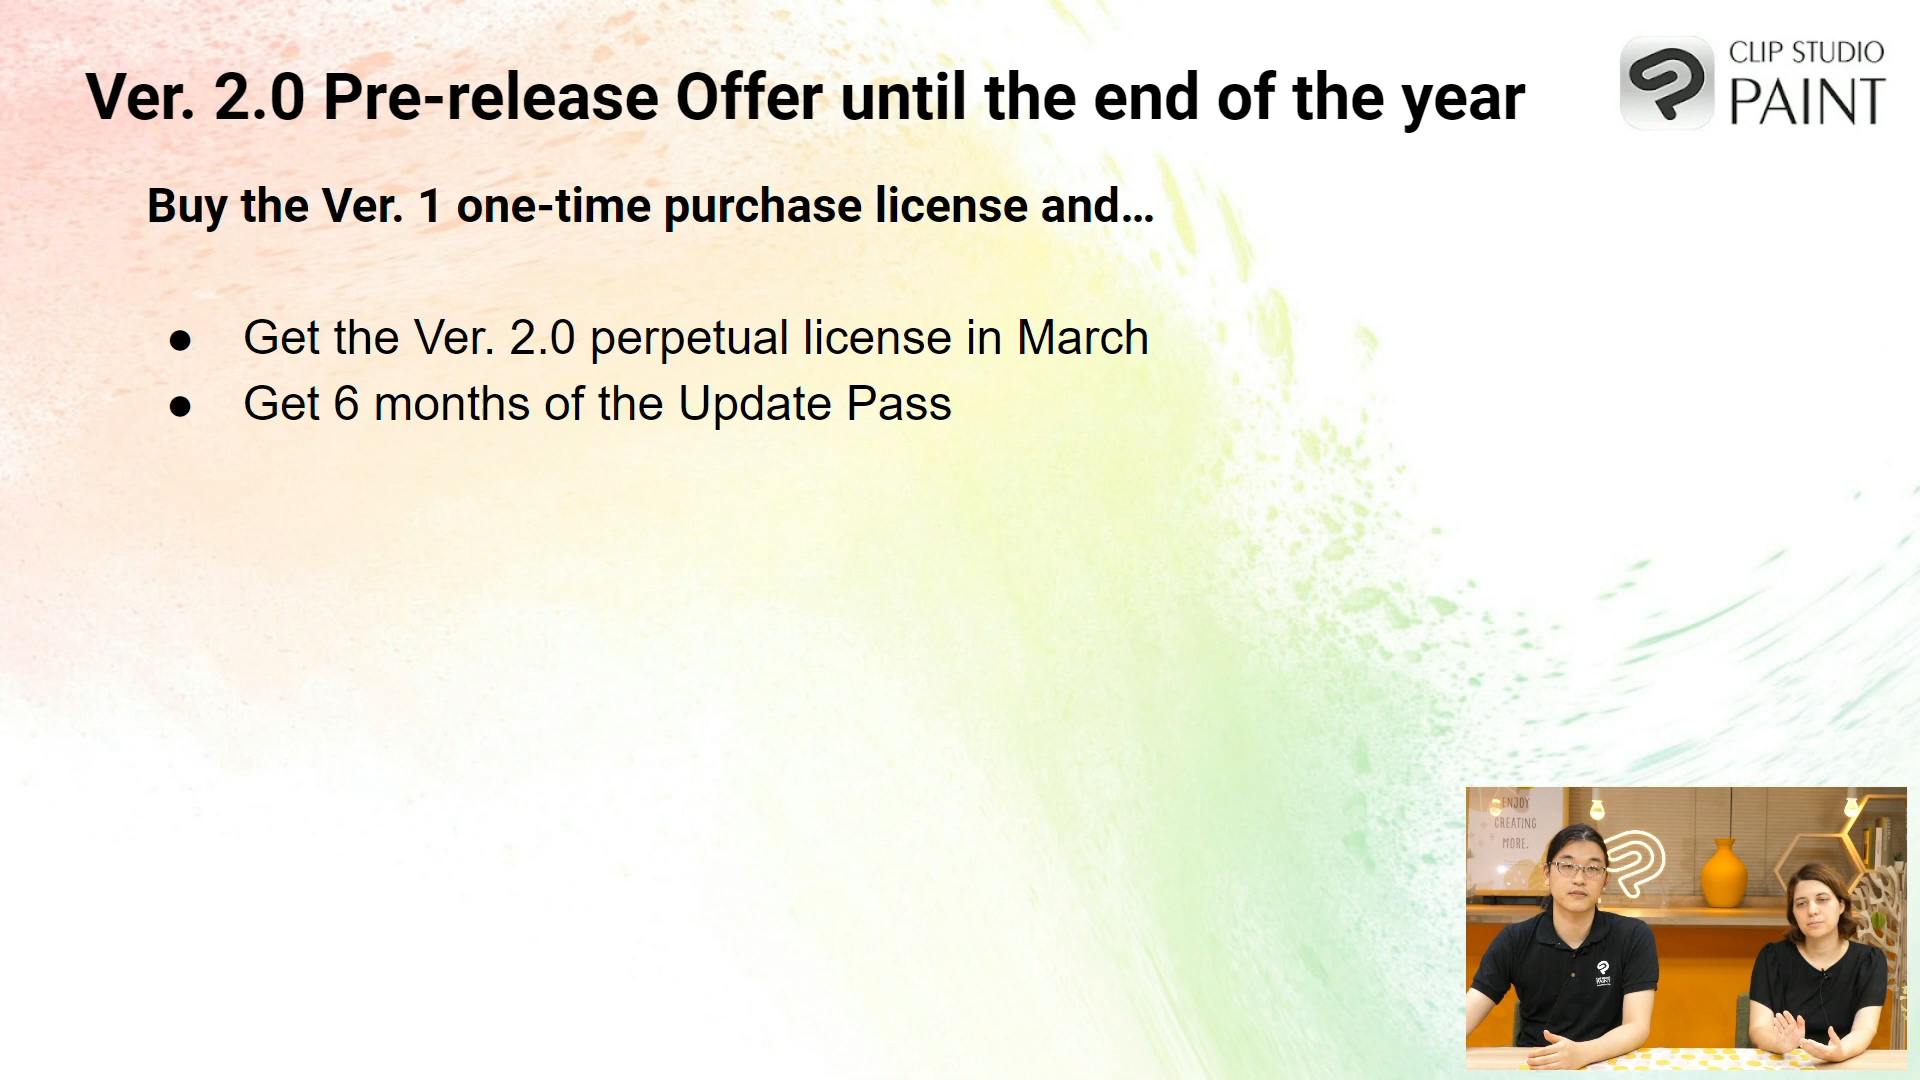 Ver. 2.0 Pre-release Offer until the end of the year
CLIP STUDIO
PAINT
Buy the Ver. 1 one-time purchase license and…
● Get the Ver. 2.0 perpetual license in March
● Get 6 months of the Update Pass
ENJOY
CREATING
MORE.